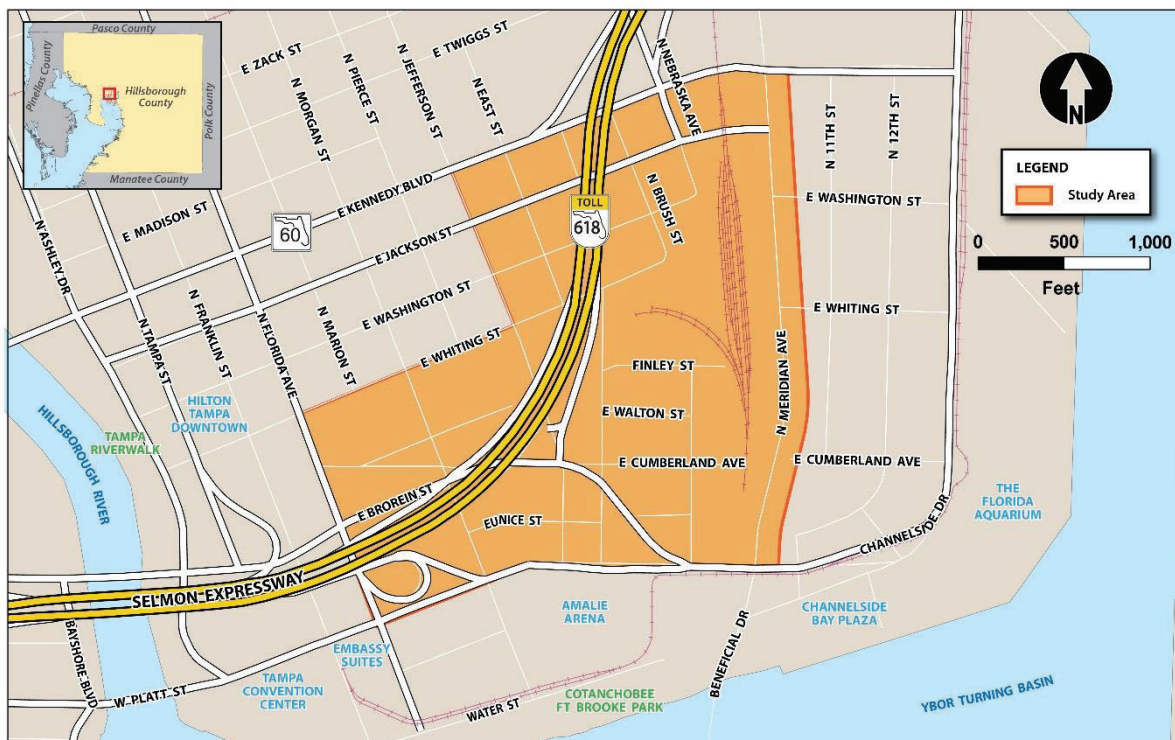 Pasco County
Pinellas County
Hillsborough
County
Polk County
Manatee County
E ZACK ST
E TWIGGS ST
N MORGAN ST
N PIERCE ST
N JEFFERSON ST
N EAST ST
N NEBRASKA AVE
N 11TH ST
N 12TH ST
N
LEGEND
Study Area
0 500 1,000
Feet
E MADISON ST
E KENNEDY BLVD
60
TOLL
618
N BRUSH ST
E WASHINGTON ST
N ASHLEY DR
E JACKSON ST
E WASHINGTON ST
N TAMPA ST
N FRANKLIN ST
N FLORIDA AVE
N MARION ST
E WHITING ST
E WHITING ST
FINLEY ST
N MERIDIAN AVE
E WALTON ST
HILTON
TAMPA
DOWNTOWN
TAMPA
RIVERWALK
HILLSBOROUGH RIVER
E CUMBERLAND AVE
E CUMBERLAND AVE
E BROREIN ST
EUNICE ST
CHANNELSIDE DR
THE
FLORIDA
AQUARIUM
SELMON EXPRESSWAY
BAYSHORE BLVD
W PLATT ST
TAMPA
CONVENTION
CENTER
EMBASSY
SUITES
AMALIE
ARENA
CHANNELSIDE
BAY PLAZA
BENEFICIAL DR
WATER ST
COTANCHOBEE
FT BROOKE PARK
YBOR TURNING BASIN